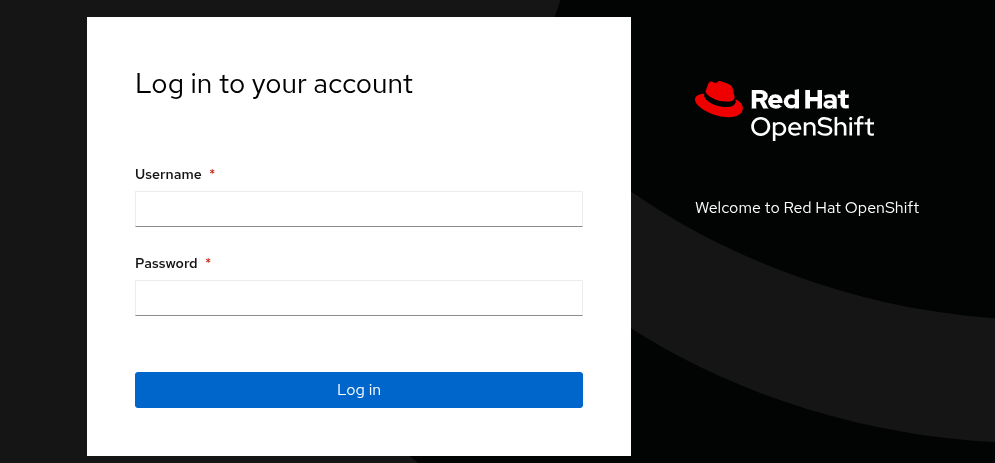 Log in to your account
Username *
Password *
Log in
Red Hat
OpenShift
Welcome to Red Hat OpenShift